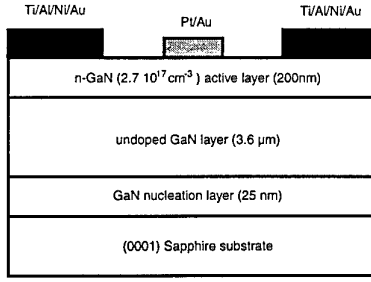 Ti/Al/Ni/Au
Pt/Au
Ti/Al/Ni/Au
n-GaN (2.7 10¹⁷cm⁻³ ) active layer (200nm)
undoped GaN layer (3.6 µm)
GaN nucleation layer (25 nm)
(0001) Sapphire substrate